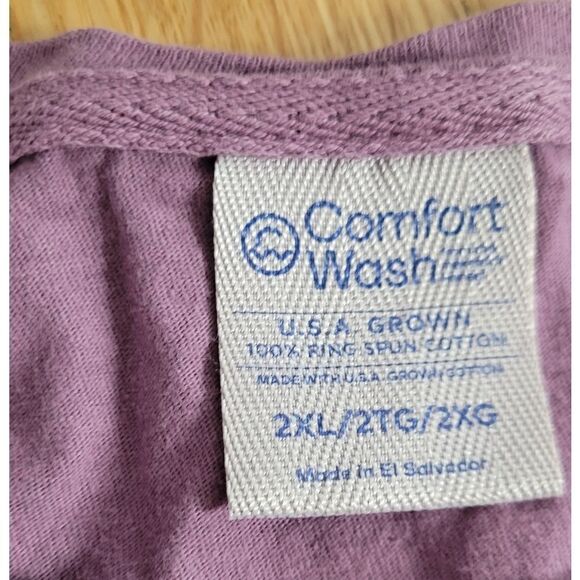 Comfort
Wash
U.S.A. GROWN
100% RING SPUN COTTON
MADE WITH U.S.A. GROWN COTTON
2XL/2TG/2XG
Made in El Salvador